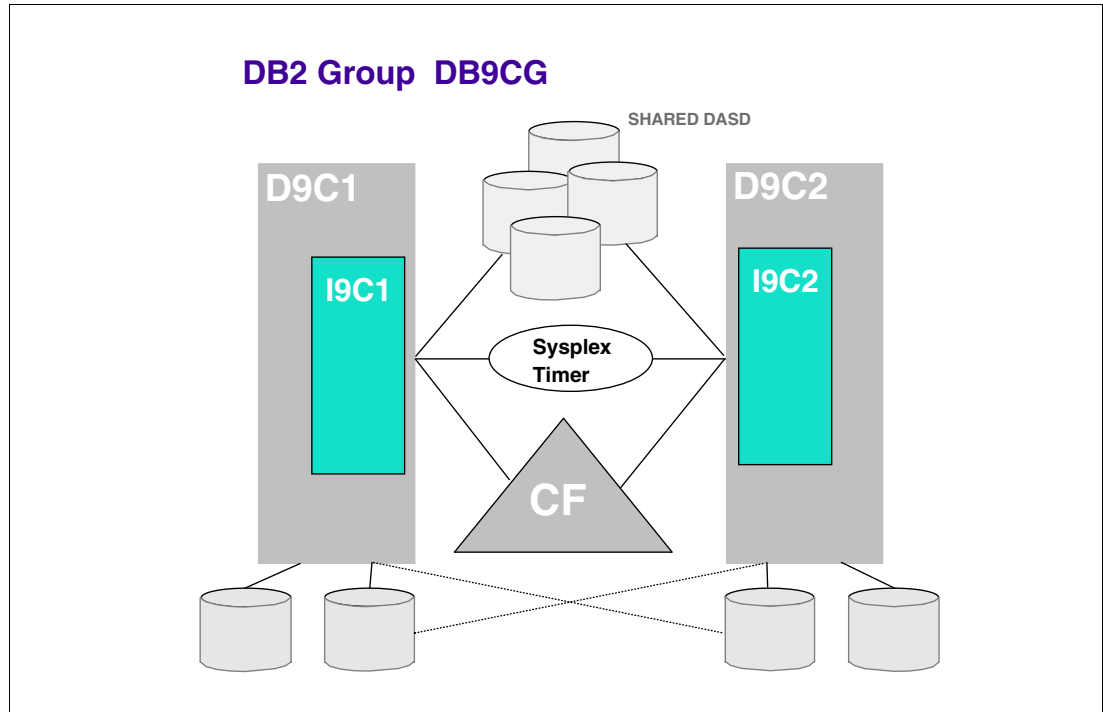 DB2 Group DB9CG
SHARED DASD
D9C1
D9C2
I9C1
I9C2
Sysplex
Timer
CF